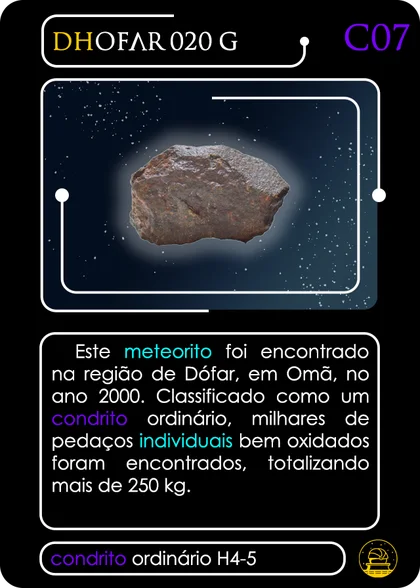 DHOFAR 020 G
C07
Este meteorito foi encontrado
na região de Dófar, em Omã, no
ano 2000. Classificado como um
condrito ordinário, milhares de
pedaços individuais bem oxidados
foram encontrados, totalizando
mais de 250 kg.
condrito ordinário H4-5